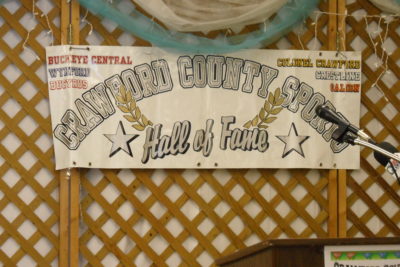 BUCKEYE CENTRAL
WYNFORD
BUCYRUS
COLONEL CRAWFORD
CRESTLINE
GALION
CRAWFORD COUNTY SPORTS
Hall of Fame